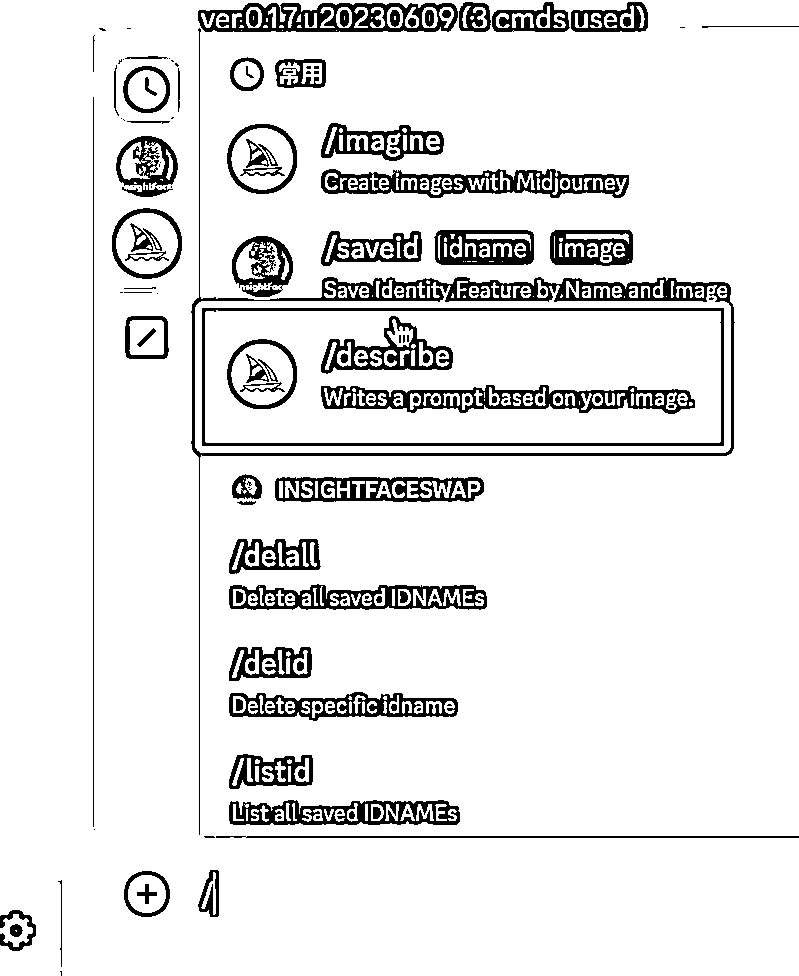 ver.0.1.7.u20230609 (3 cmds used)
常用
/imagine
Create images with Midjourney
/saveid idname image
Save Identity Feature by Name and Image
/describe
Writes a prompt based on your image.
INSIGHTFACESWAP
/delall
Delete all saved IDNAMEs
/delid
Delete specific idname
/listid
List all saved IDNAMEs
/